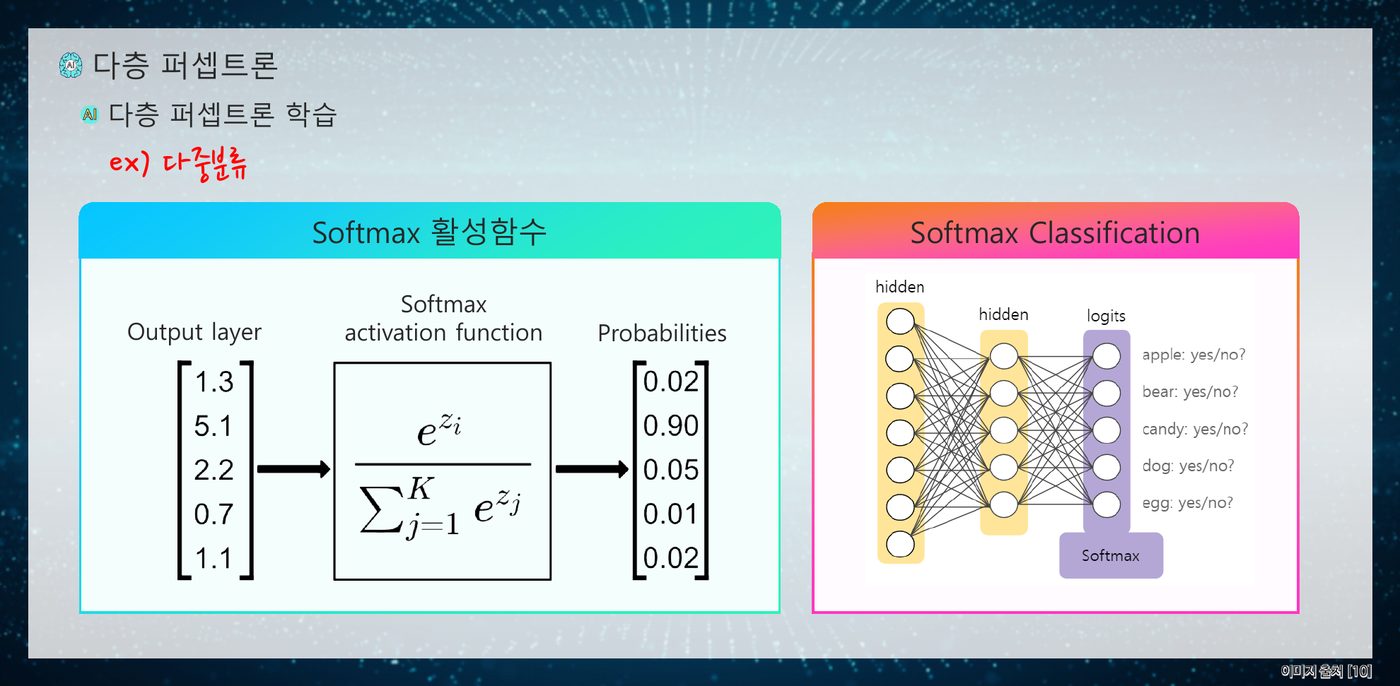 다층 퍼셉트론
AI 다층 퍼셉트론 학습
ex) 다중분류
Softmax 활성함수
Output layer
Softmax
activation function
Probabilities
1.3
5.1
2.2
0.7
1.1
e^{z_i}
∑_{j=1}^{K} e^{z_j}
0.02
0.90
0.05
0.01
0.02
Softmax Classification
hidden
hidden
logits
apple: yes/no?
bear: yes/no?
candy: yes/no?
dog: yes/no?
egg: yes/no?
Softmax
이미지 출처 [10]